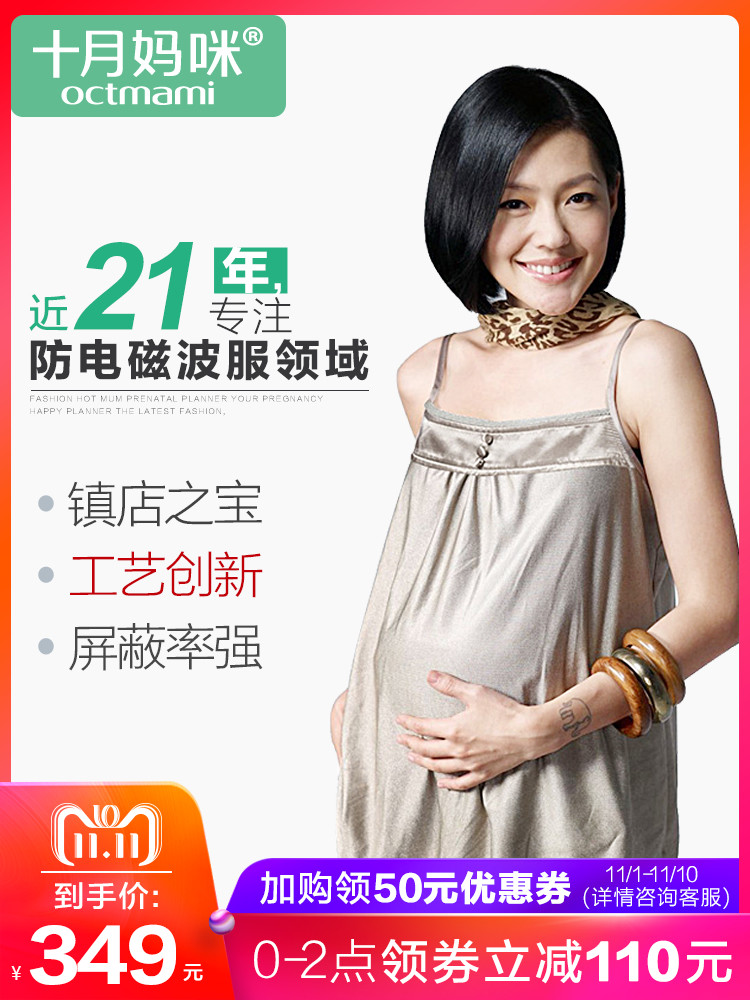 十月妈咪®
octmami
近21年,
专注
防电磁波服领域
FASHION HOT MUM PRENATAL PLANNER YOUR PREGNANCY
HAPPY PLANNER THE LATEST FASHION,
镇店之宝
工艺创新
屏蔽率强
10
11.11
到手价:
¥349元
加购领50元优惠券
11/1-11/10
(详情咨询客服)
0-2点领券立减110元